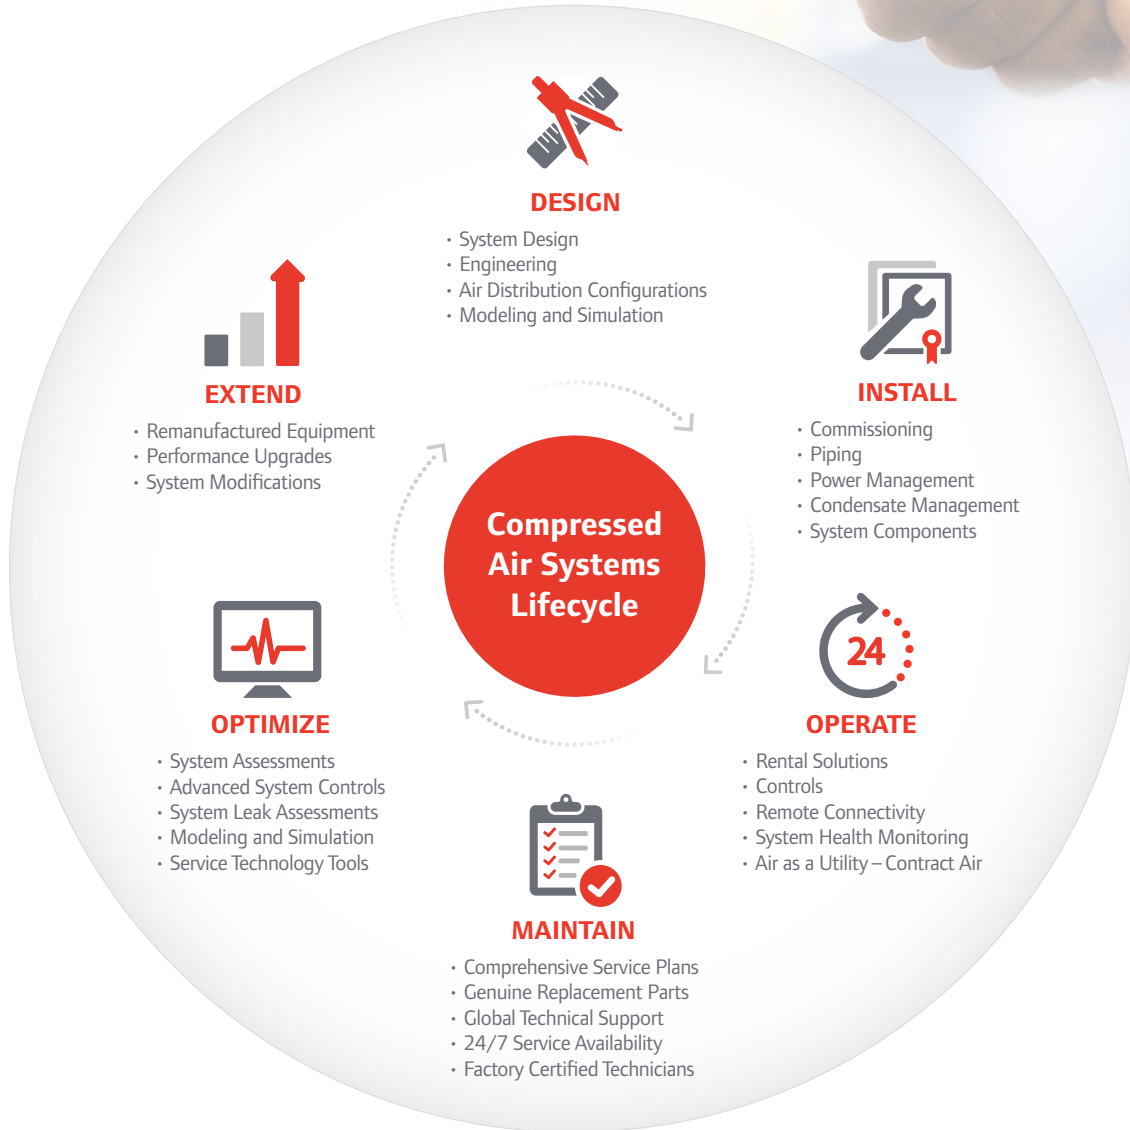 DESIGN
· System Design
· Engineering
· Air Distribution Configurations
· Modeling and Simulation
INSTALL
· Commissioning
· Piping
· Power Management
· Condensate Management
· System Components
OPERATE
24
· Rental Solutions
· Controls
· Remote Connectivity
· System Health Monitoring
· Air as a Utility – Contract Air
MAINTAIN
· Comprehensive Service Plans
· Genuine Replacement Parts
· Global Technical Support
· 24/7 Service Availability
· Factory Certified Technicians
OPTIMIZE
· System Assessments
· Advanced System Controls
· System Leak Assessments
· Modeling and Simulation
· Service Technology Tools
EXTEND
· Remanufactured Equipment
· Performance Upgrades
· System Modifications
Compressed
Air Systems
Lifecycle